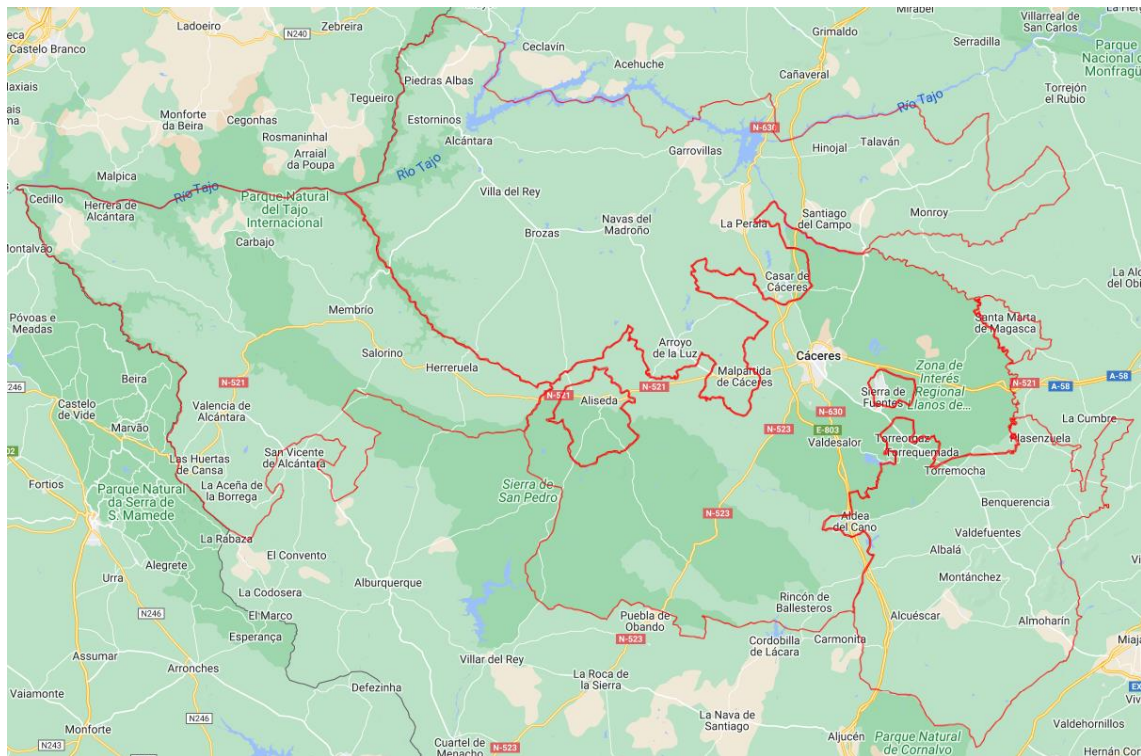 Ladoeiro
Zebreira
N240
Castelo Branco
Ceclavín
Acehuche
Grimaldo
Mirabel
Villarreal de
San Carlos
Serradilla
Parque
Nacional de
Monfragüe
Cañaveral
Torrejón
el Rubio
Piedras Albas
Tegueiro
Estorninos
Alcántara
Monforte
da Beira
Cegonhas
Rosmaninhal
Arraial
da Poupa
N-630
Río Tajo
Garrovillas
Hinojal
Talaván
Malpica
Río Tajo
Río Tajo
Cedillo
Herrera de
Alcántara
Parque Natural
del Tajo
Internacional
Villa del Rey
Monroy
Santiago
del Campo
Navas del
Madroño
La Perala
Brozas
Carbajo
Montalvão
Casar de
Cáceres
Póvoas e
Meadas
Membrío
Santa Marta
de Magasca
Salorino
Arroyo
de la Luz
Cáceres
Herreruela
Malpartida
de Cáceres
Zona de
Interés
Regional
Llanos de...
N-521
A-58
A-58
Beira
N-521
N-521
N-521
Aliseda
Sierra de
Fuentes
Castelo
de Vide
Marvão
Valencia de
Alcántara
N-630
N-523
E-803
Valdesalor
La Cumbre
Torreorgaz
Torrequemada
Plasenzuela
Torremocha
Las Huertas
de Cansa
San Vicente
de Alcántara
Fortios
La Aceña de
la Borrega
Sierra de
San Pedro
Parque Natural
da Serra de
S. Mamede
Benquerencia
N-523
Aldea
del Cano
Valdefuentes
La Rabaza
El Convento
Albalá
Alegrete
Urra
Alburquerque
Montánchez
La Codosera
Rincón de
Ballesteros
N246
El Marco
Puebla de
Obando
Alcuéscar
Almoharín
Esperança
N-523
Cordobilla
de Lácara
Carmonita
Assumar
Arronches
Villar del Rey
La Roca de
la Sierra
Defezinha
Vaiamonte
N246
La Nava de
Santiago
Valdehornillos
Monforte
N243
Cuartel de
Menacho
N-523
Aljucén
Parque Natural
de Cornalvo